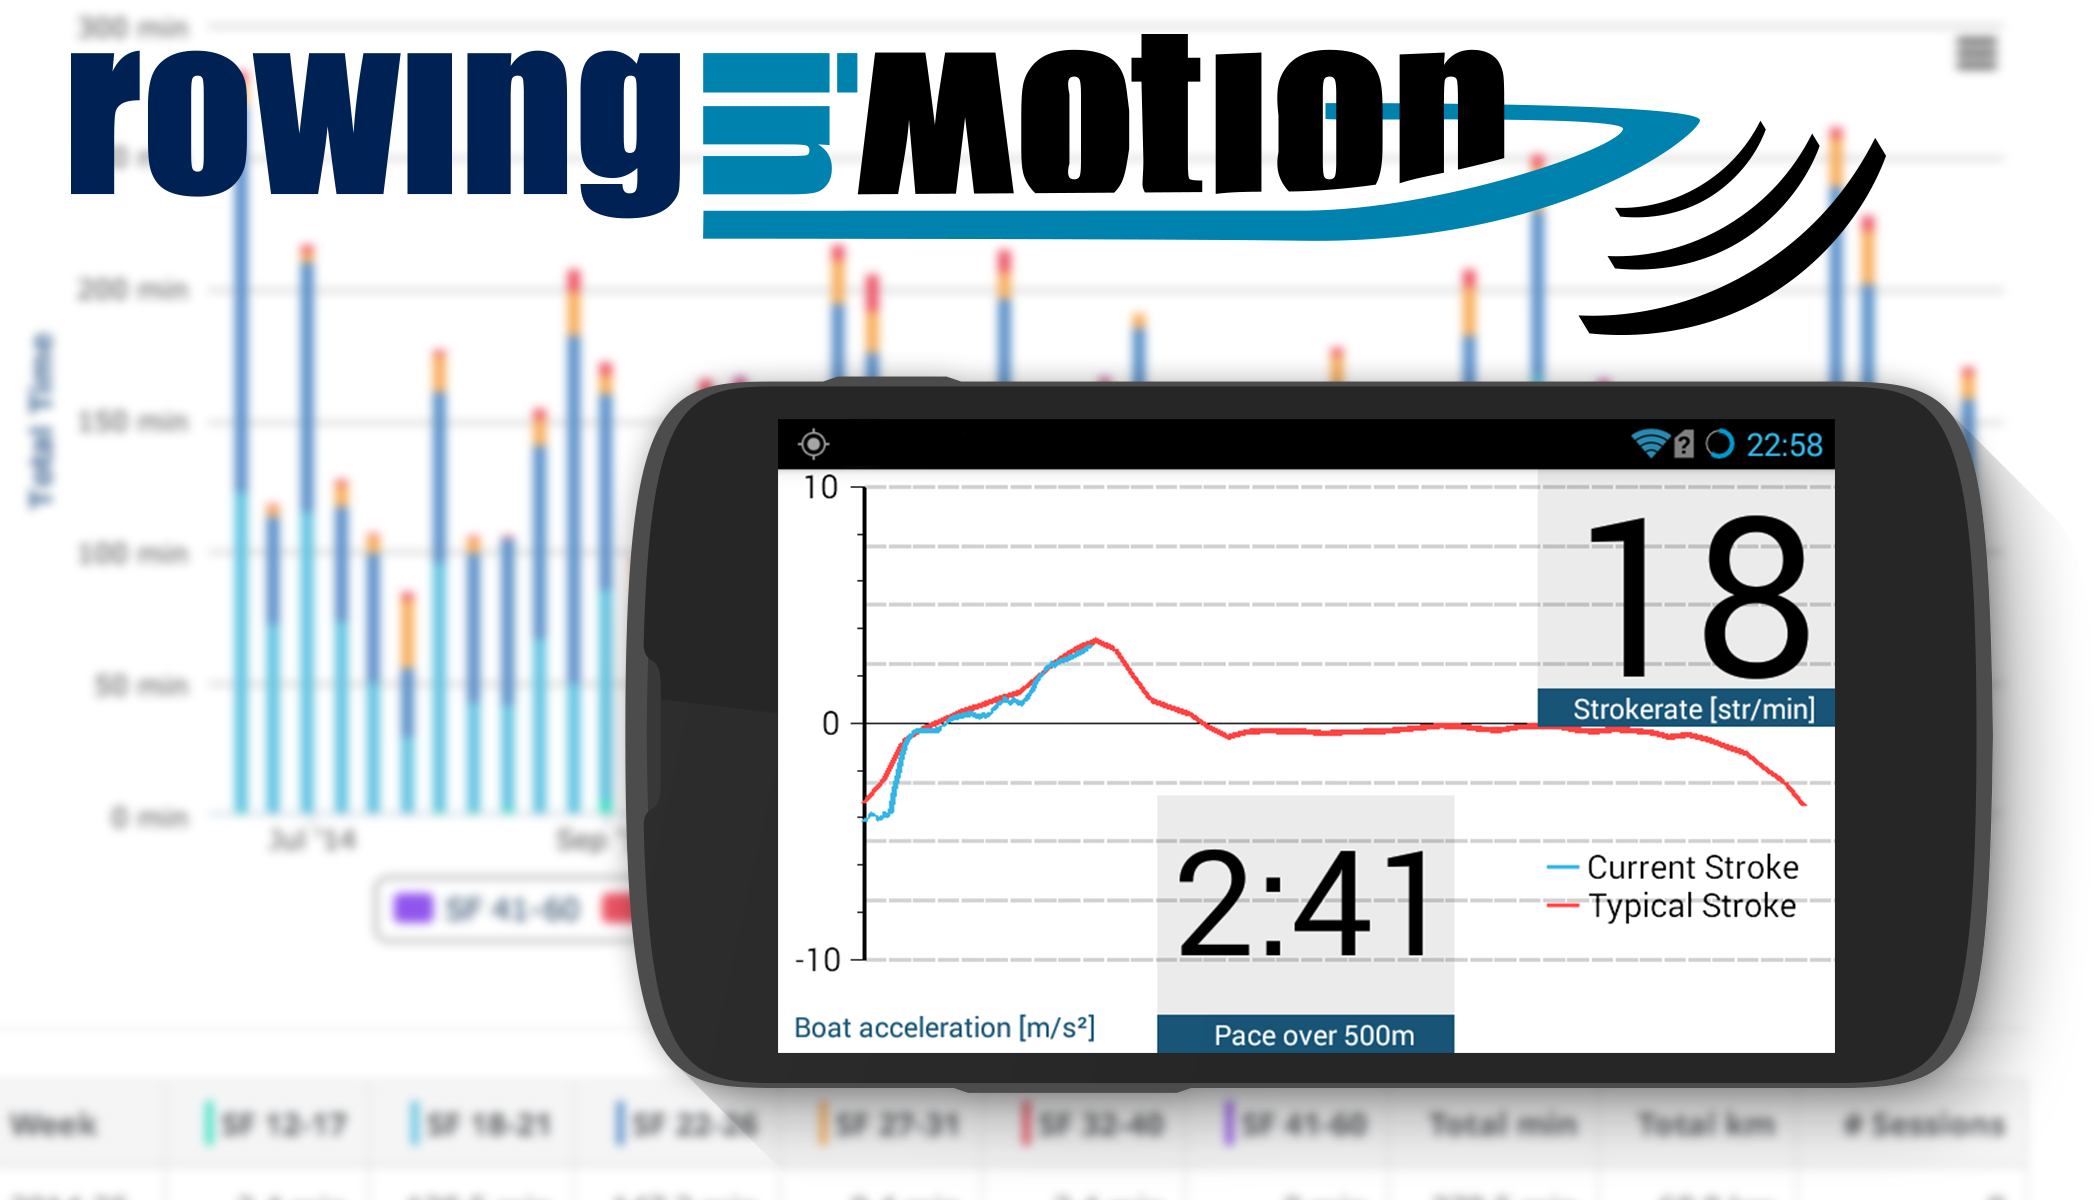 300 min
rowing in Motion
200 min
150 min
100 min
50 min
0 min
Total Time
Jul '14
Sep '
SF 41-60
22:58
10
0
-10
18
Strokerate [str/min]
2:41
Pace over 500m
Current Stroke
Typical Stroke
Boat acceleration [m/s²]
Week SF 12-17 SF 18-21 SF 22-26 SF 27-31 SF 32-40 SF 41-60 Total min Total km # Sessions